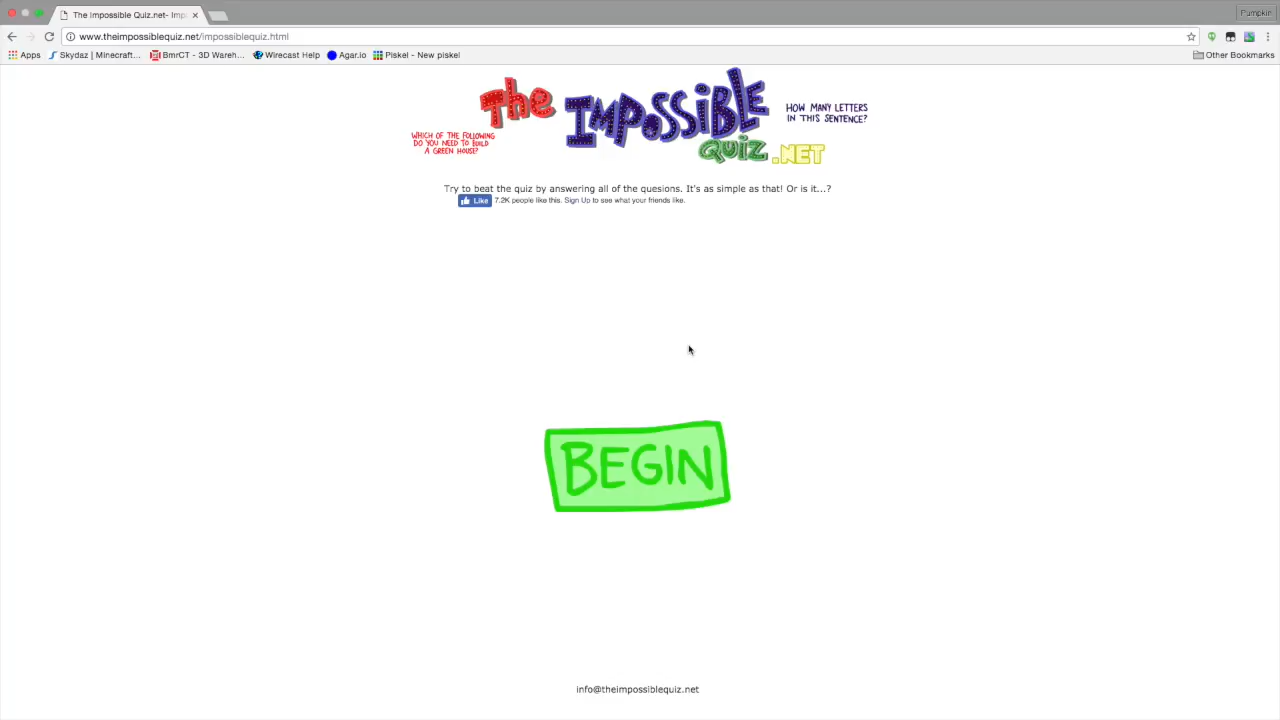 The Impossible Quiz.net- Imp
Pumpkin
www.theimpossiblequiz.net/impossiblequiz.html
Apps Skydaz | Minecraft... BmrCT - 3D Wareh... Wirecast Help Agar.io Piskel - New piskel Other Bookmarks
The IMPOSSIBLE QUIZ .NET
WHICH OF THE FOLLOWING
DO YOU NEED TO BUILD
A GREEN HOUSE?
HOW MANY LETTERS
IN THIS SENTENCE?
Try to beat the quiz by answering all of the quesions. It's as simple as that! Or is it...?
Like 7.2K people like this. Sign Up to see what your friends like.
BEGIN
info@theimpossiblequiz.net